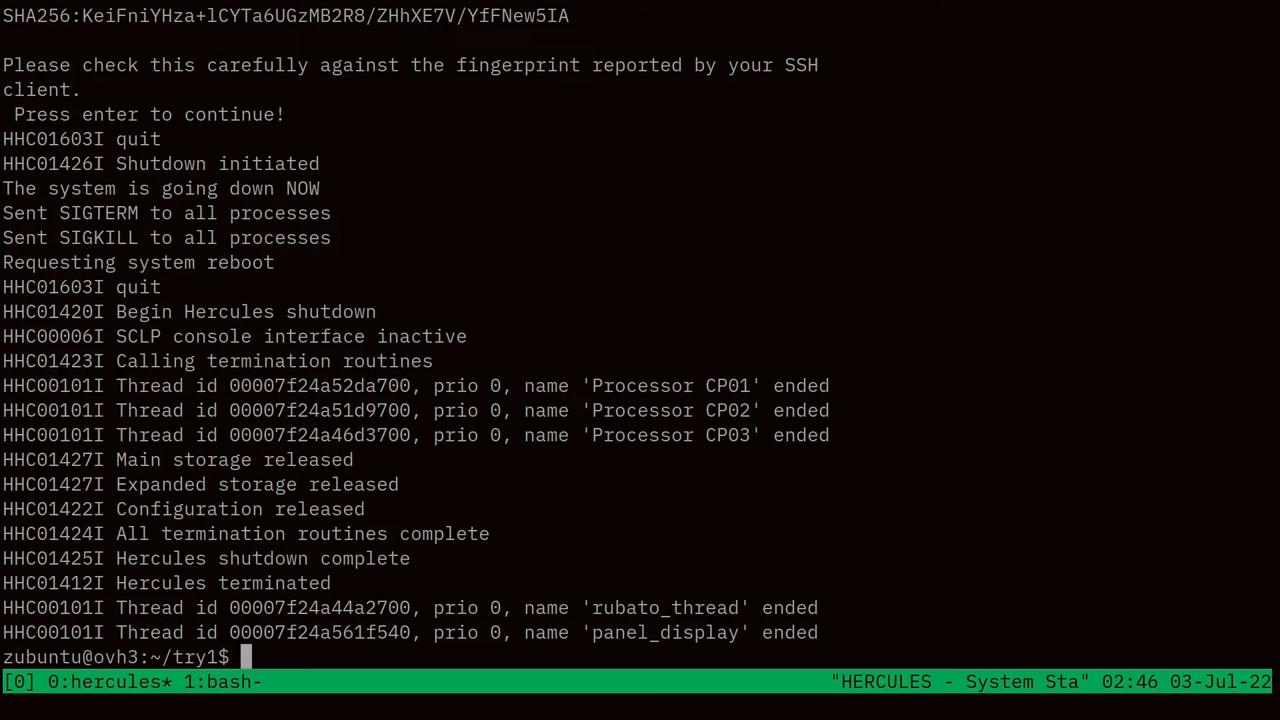 SHA256:KeiFniYHza+lCYTa6UGzMB2R8/ZHhXE7V/YfFNew5IA
Please check this carefully against the fingerprint reported by your SSH
client.
Press enter to continue!
HHC01603I quit
HHC01426I Shutdown initiated
The system is going down NOW
Sent SIGTERM to all processes
Sent SIGKILL to all processes
Requesting system reboot
HHC01603I quit
HHC01420I Begin Hercules shutdown
HHC00006I SCLP console interface inactive
HHC01423I Calling termination routines
HHC00101I Thread id 00007f24a52da700, prio 0, name 'Processor CP01' ended
HHC00101I Thread id 00007f24a51d9700, prio 0, name 'Processor CP02' ended
HHC00101I Thread id 00007f24a46d3700, prio 0, name 'Processor CP03' ended
HHC01427I Main storage released
HHC01427I Expanded storage released
HHC01422I Configuration released
HHC01424I All termination routines complete
HHC01425I Hercules shutdown complete
HHC01412I Hercules terminated
HHC00101I Thread id 00007f24a44a2700, prio 0, name 'rubato_thread' ended
HHC00101I Thread id 00007f24a561f540, prio 0, name 'panel_display' ended
zubuntu@ovh3:~/try1$
[0] 0:hercules* 1:bash- "HERCULES - System Sta" 02:46 03-Jul-22